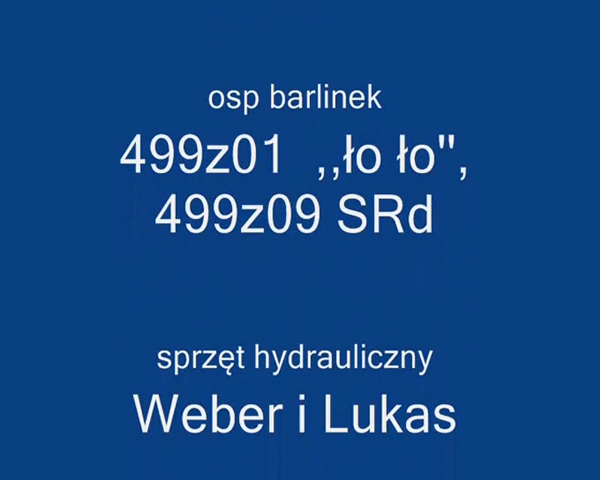 osp barlinek
499z01 ,,ło ło",
499z09 SRd
sprzęt hydrauliczny
Weber i Lukas